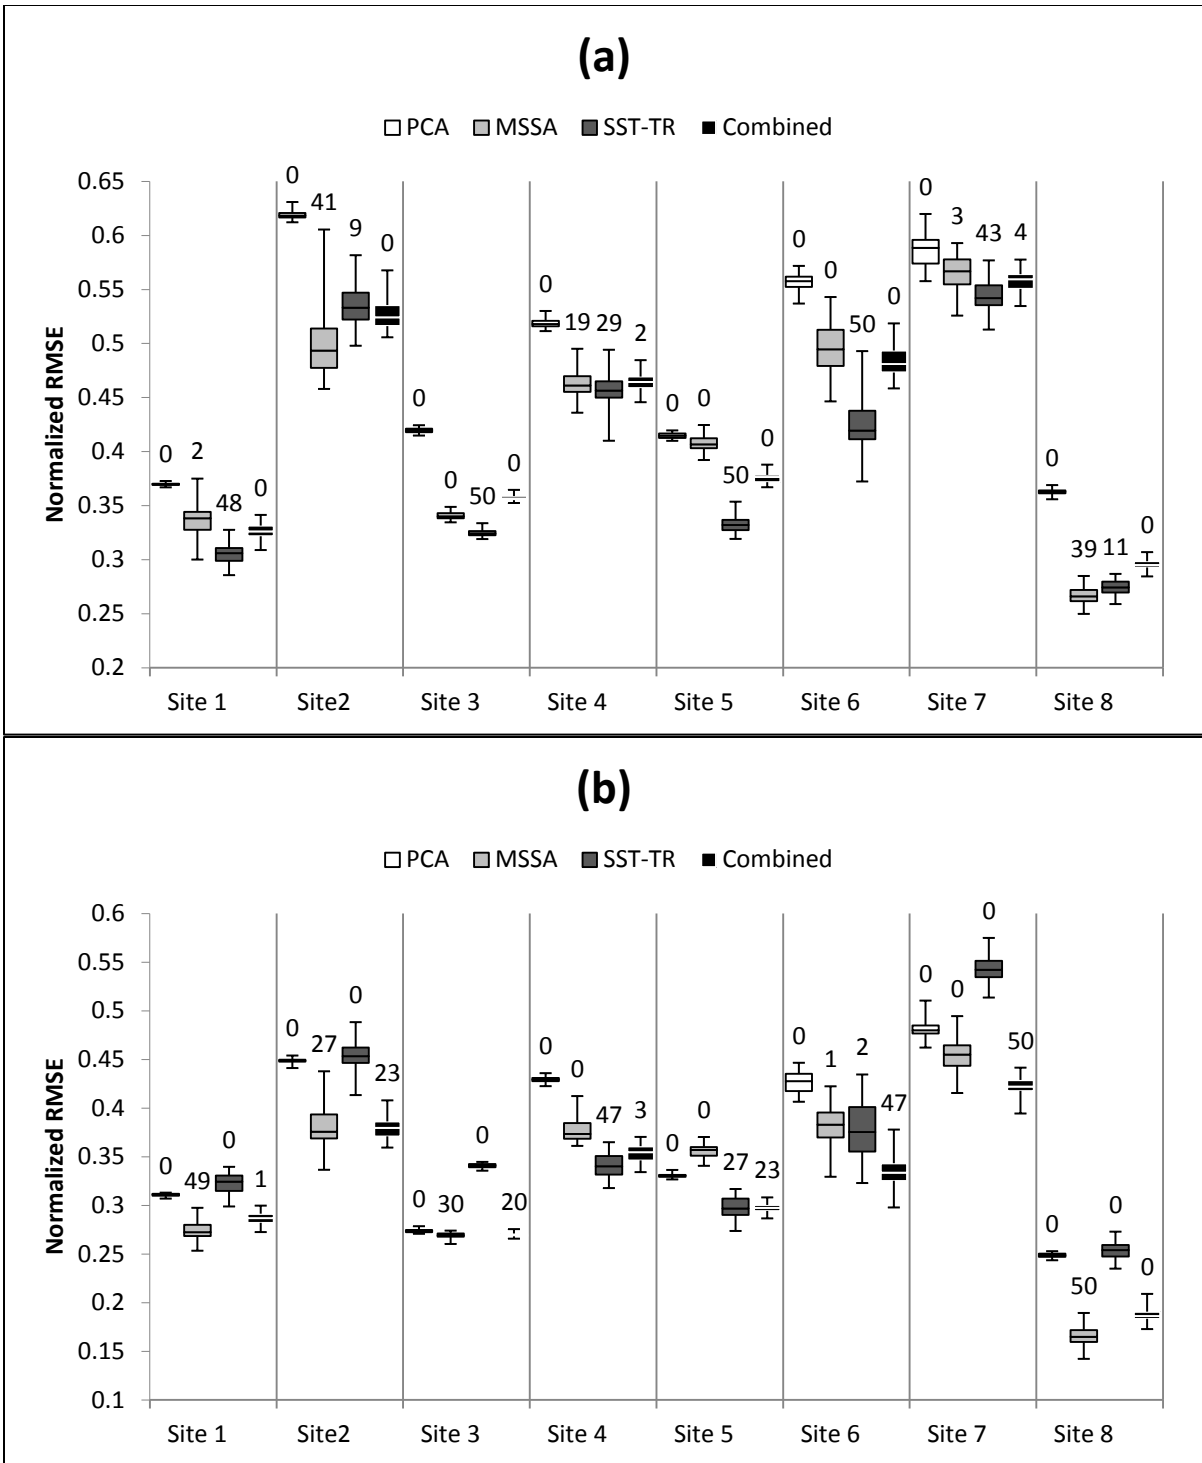 (a)
PCA MSSA SST-TR Combined
Normalized RMSE
0.65
0.6
0.55
0.5
0.45
0.4
0.35
0.3
0.25
0.2
0 2 48 0
0 41 9 0
0 0 50 0
0 19 29 2
0 0 50 0
0 0 50 0
0 3 43 4
0 39 11 0
Site 1 Site2 Site 3 Site 4 Site 5 Site 6 Site 7 Site 8
(b)
PCA MSSA SST-TR Combined
Normalized RMSE
0.6
0.55
0.5
0.45
0.4
0.35
0.3
0.25
0.2
0.15
0.1
0 49 0 1
0 27 0 23
0 30 0 20
0 0 47 3
0 0 27 23
0 1 2 47
0 0 0 50
0 50 0 0
Site 1 Site2 Site 3 Site 4 Site 5 Site 6 Site 7 Site 8